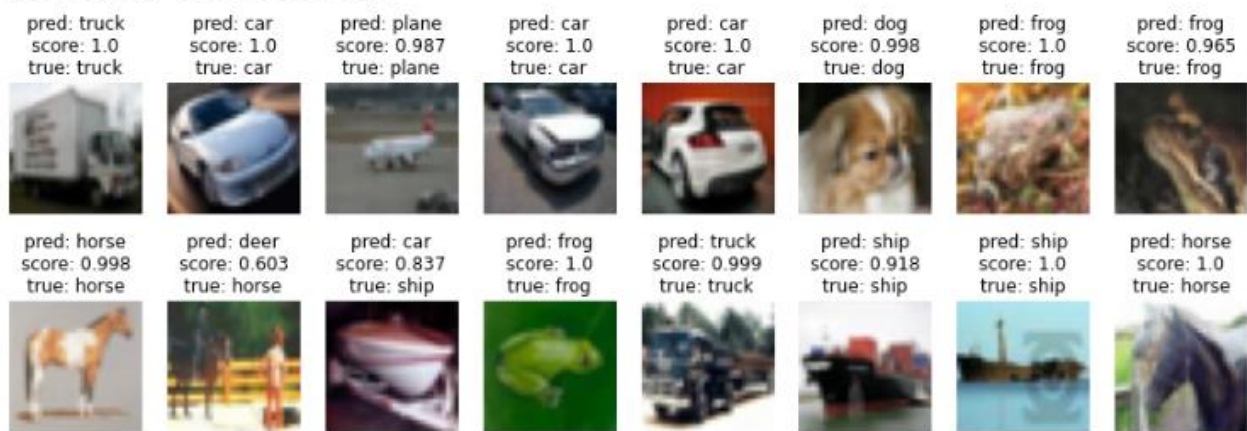 pred: truck pred: car pred: plane pred: car pred: car pred: dog pred: frog pred: frog
score: 1.0 score: 1.0 score: 0.987 score: 1.0 score: 1.0 score: 0.998 score: 1.0 score: 0.965
true: truck true: car true: plane true: car true: car true: dog true: frog true: frog
pred: horse pred: deer pred: car pred: frog pred: truck pred: ship pred: ship pred: horse
score: 0.998 score: 0.603 score: 0.837 score: 1.0 score: 0.999 score: 0.918 score: 1.0 score: 1.0
true: horse true: horse true: ship true: frog true: truck true: ship true: ship true: horse